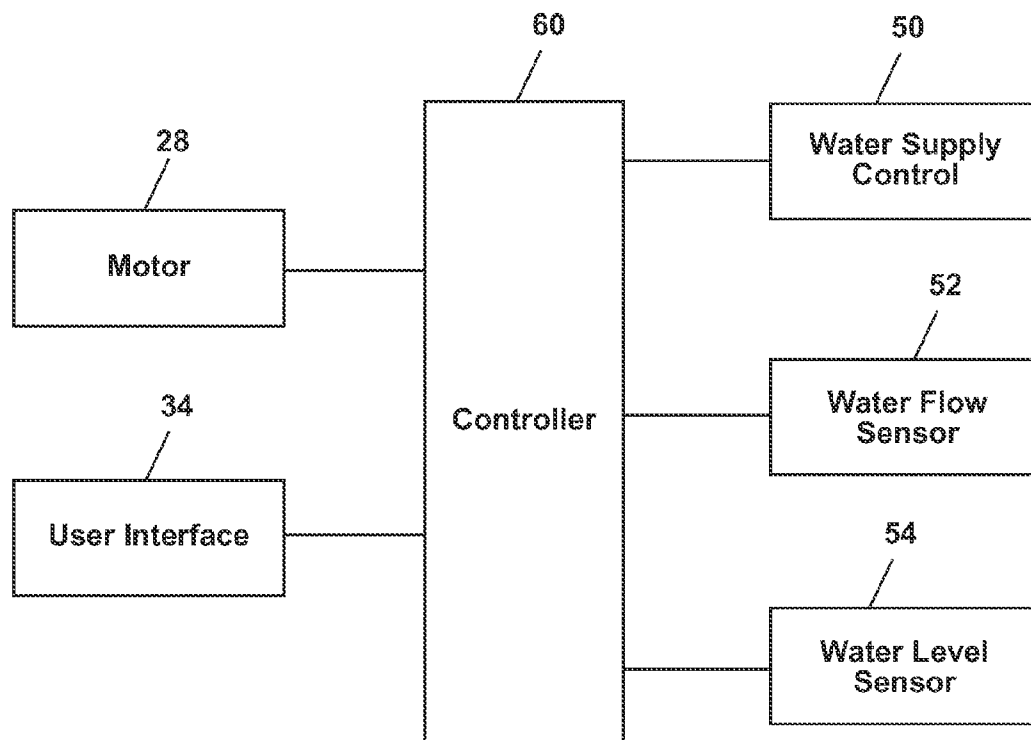 60
50
28
Water Supply
Control
Motor
52
34
Water Flow
Sensor
Controller
User Interface
54
Water Level
Sensor